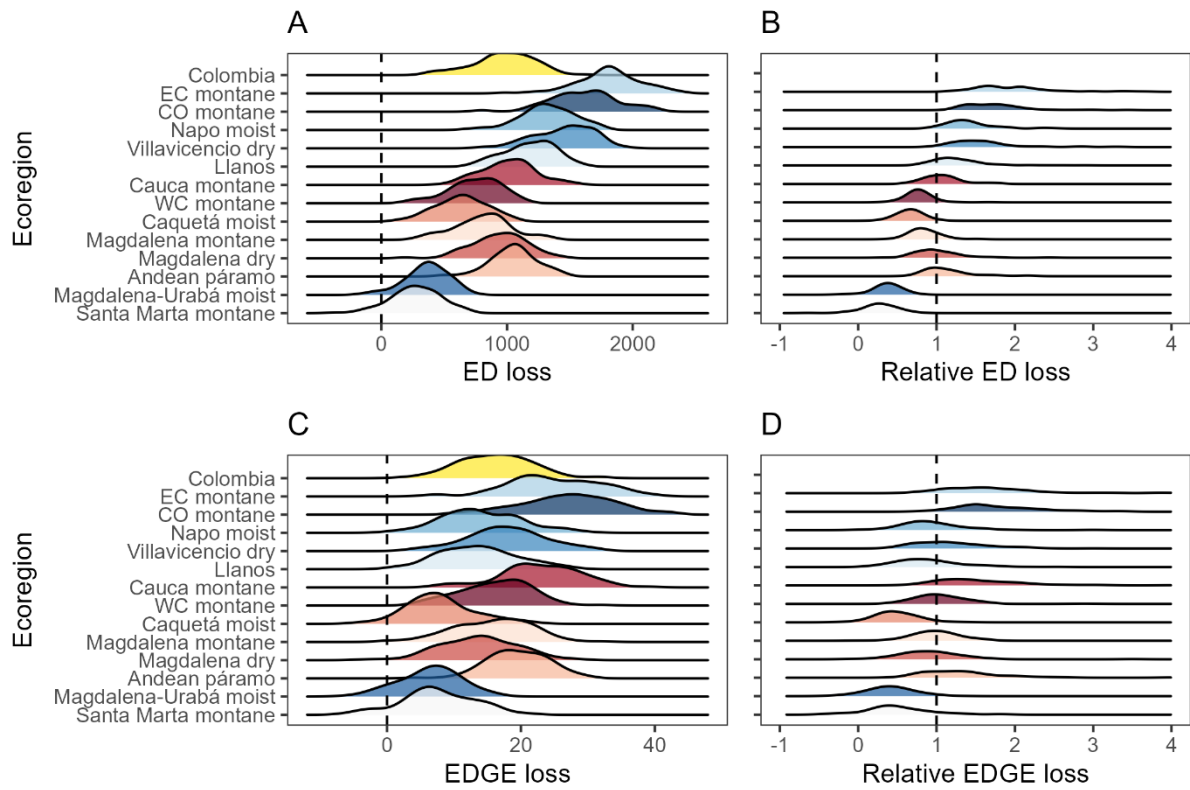 A
B
Ecoregion
Colombia
EC montane
CO montane
Napo moist
Villavicencio dry
Llanos
Cauca montane
WC montane
Caquetá moist
Magdalena montane
Magdalena dry
Andean páramo
Magdalena-Urabá moist
Santa Marta montane
0 1000 2000
-1 0 1 2 3 4
ED loss
Relative ED loss
C
D
Ecoregion
Colombia
EC montane
CO montane
Napo moist
Villavicencio dry
Llanos
Cauca montane
WC montane
Caquetá moist
Magdalena montane
Magdalena dry
Andean páramo
Magdalena-Urabá moist
Santa Marta montane
0 20 40
-1 0 1 2 3 4
EDGE loss
Relative EDGE loss